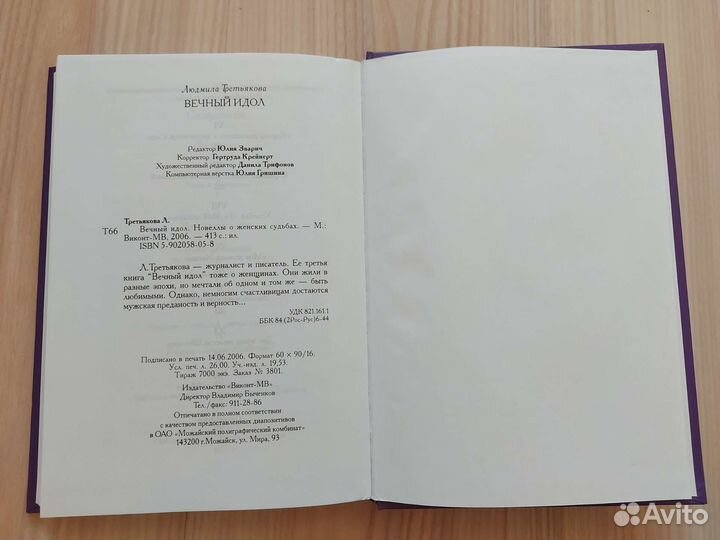 Людмила Третьякова
ВЕЧНЫЙ ИДОЛ
Редактор Юлия Зварич
Корректор Гертруда Крейнерт
Художественный редактор Данила Трифонов
Компьютерная верстка Юлия Гришина
Третьякова Л.
Т66 Вечный идол. Новеллы о женских судьбах. — М.:
Виконт-МВ, 2006. — 413 с.: ил.
ISBN 5-902058-05-8
Л.Третьякова — журналист и писатель. Ее третья
книга "Вечный идол" тоже о женщинах. Они жили в
разные эпохи, но мечтали об одном и том же — быть
любимыми. Однако, немногим счастливицам достаются
мужская преданность и верность...
УДК 821.161.1
ББК 84 (2Рос-Рус)6-44
Подписано в печать 14.06.2006. Формат 60 × 90/16.
Усл. печ. л. 26,00. Уч.-изд. л. 19,53.
Тираж 7000 экз. Заказ № 3801.
Издательство «Виконт-МВ»
Директор Владимир Быченков
Тел./факс: 911-28-86
Отпечатано в полном соответствии
с качеством предоставленных диапозитивов
в ОАО «Можайский полиграфический комбинат»
143200 г.Можайск, ул. Мира, 93
Avito